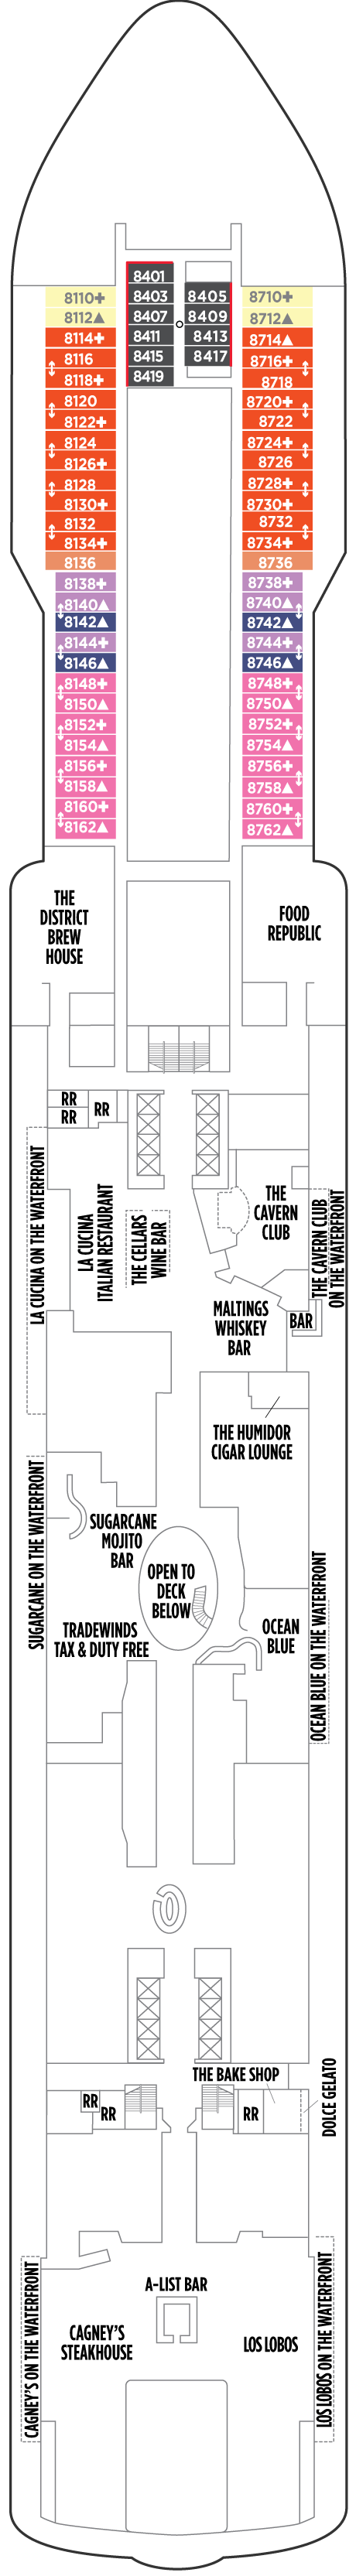 8401
8403 8405
8407 8409
8411 8413
8415 8417
8419
8110+ 8710+
8112▲ 8712▲
8114+ 8714▲
8116 8716+
8118+ 8718
8120 8720+
8122+ 8722
8124 8724+
8126+ 8726
8128 8728+
8130+ 8730+
8132 8732
8134+ 8734+
8136 8736
8138+ 8738+
8140▲ 8740▲
8142▲ 8742▲
8144+ 8744+
8146▲ 8746▲
8148+ 8748+
8150▲ 8750▲
8152+ 8752+
8154▲ 8754▲
8156+ 8756+
8158▲ 8758▲
8160+ 8760+
8162▲ 8762▲
THE
DISTRICT
BREW
HOUSE
FOOD
REPUBLIC
RR
RR
RR
LA CUCINA ON THE WATERFRONT
LA CUCINA
ITALIAN RESTAURANT
THE CELLARS
WINE BAR
THE
CAVERN
CLUB
THE CAVERN CLUB
ON THE WATERFRONT
MALTINGS
WHISKEY
BAR
BAR
THE HUMIDOR
CIGAR LOUNGE
SUGARCANE ON THE WATERFRONT
SUGARCANE
MOJITO
BAR
OPEN TO
DECK
BELOW
TRADEWINDS
TAX & DUTY FREE
OCEAN
BLUE
OCEAN BLUE ON THE WATERFRONT
THE BAKE SHOP
DOLCE GELATO
RR
RR
RR
A-LIST BAR
CAGNEY'S
STEAKHOUSE
LOS LOBOS
CAGNEY'S ON THE WATERFRONT
LOS LOBOS ON THE WATERFRONT